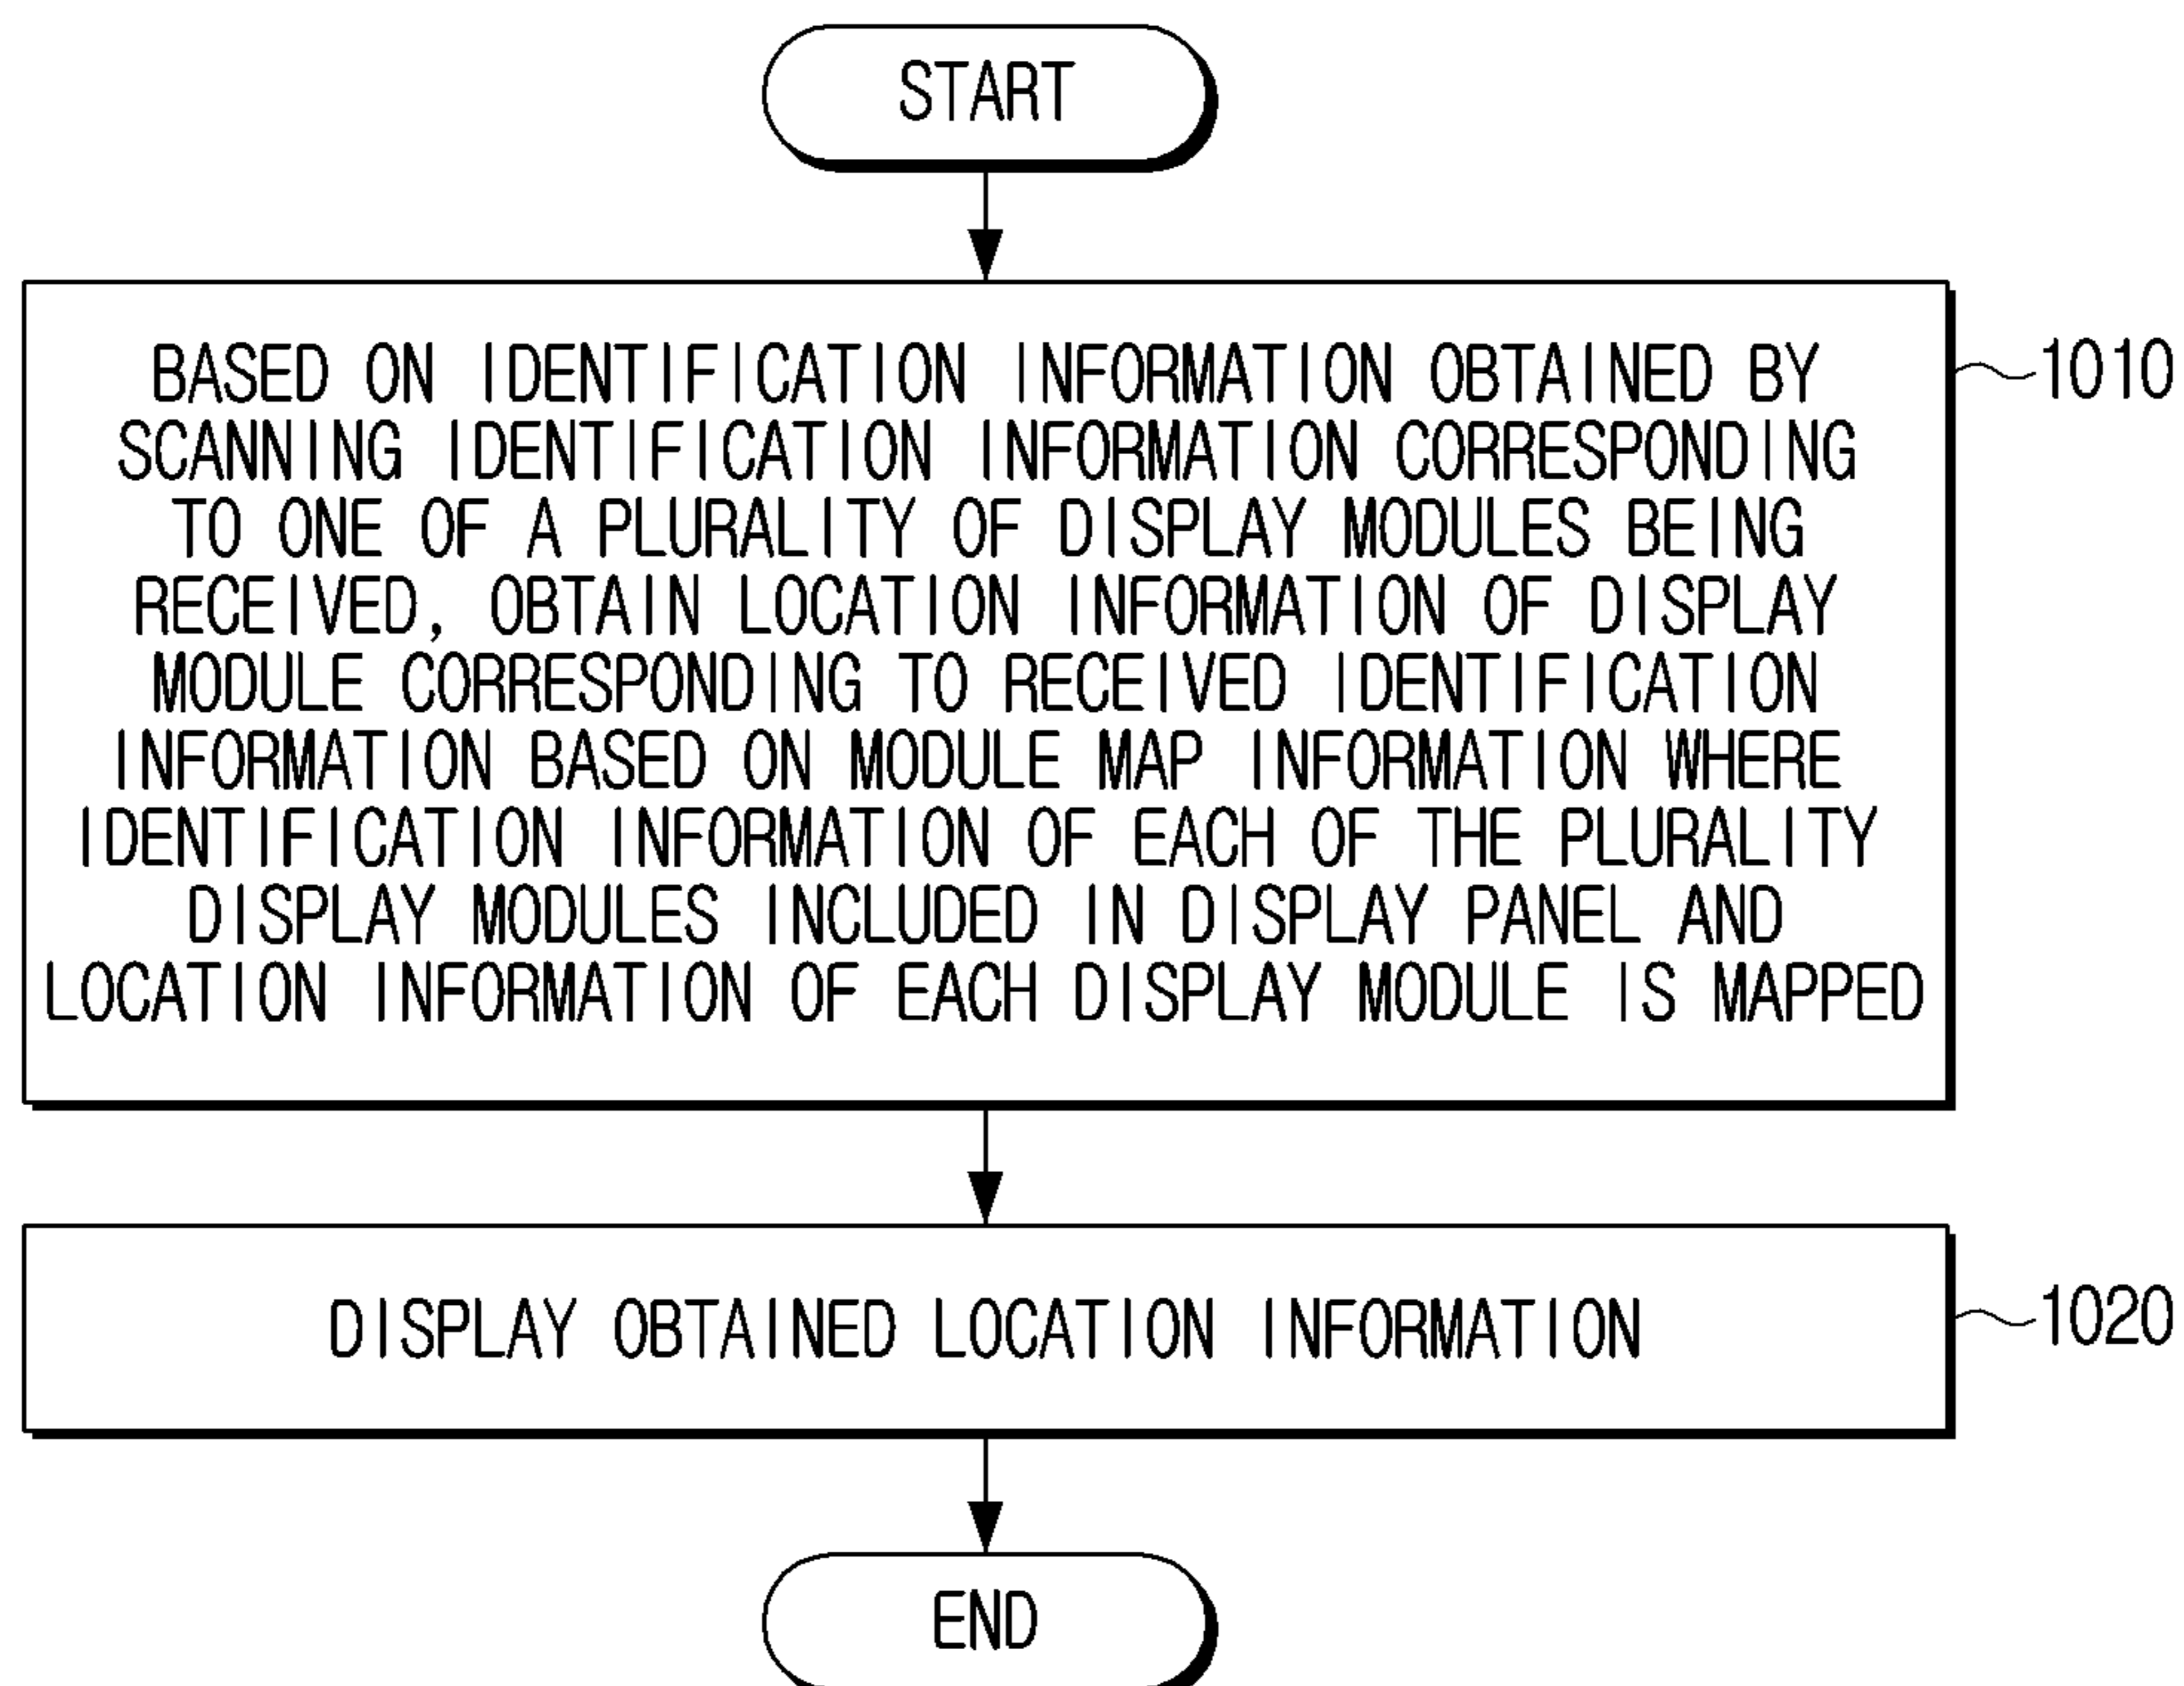 START
BASED ON IDENTIFICATION INFORMATION OBTAINED BY
SCANNING IDENTIFICATION INFORMATION CORRESPONDING
TO ONE OF A PLURALITY OF DISPLAY MODULES BEING
RECEIVED, OBTAIN LOCATION INFORMATION OF DISPLAY
MODULE CORRESPONDING TO RECEIVED IDENTIFICATION
INFORMATION BASED ON MODULE MAP INFORMATION WHERE
IDENTIFICATION INFORMATION OF EACH OF THE PLURALITY
DISPLAY MODULES INCLUDED IN DISPLAY PANEL AND
LOCATION INFORMATION OF EACH DISPLAY MODULE IS MAPPED
1010
DISPLAY OBTAINED LOCATION INFORMATION
1020
END